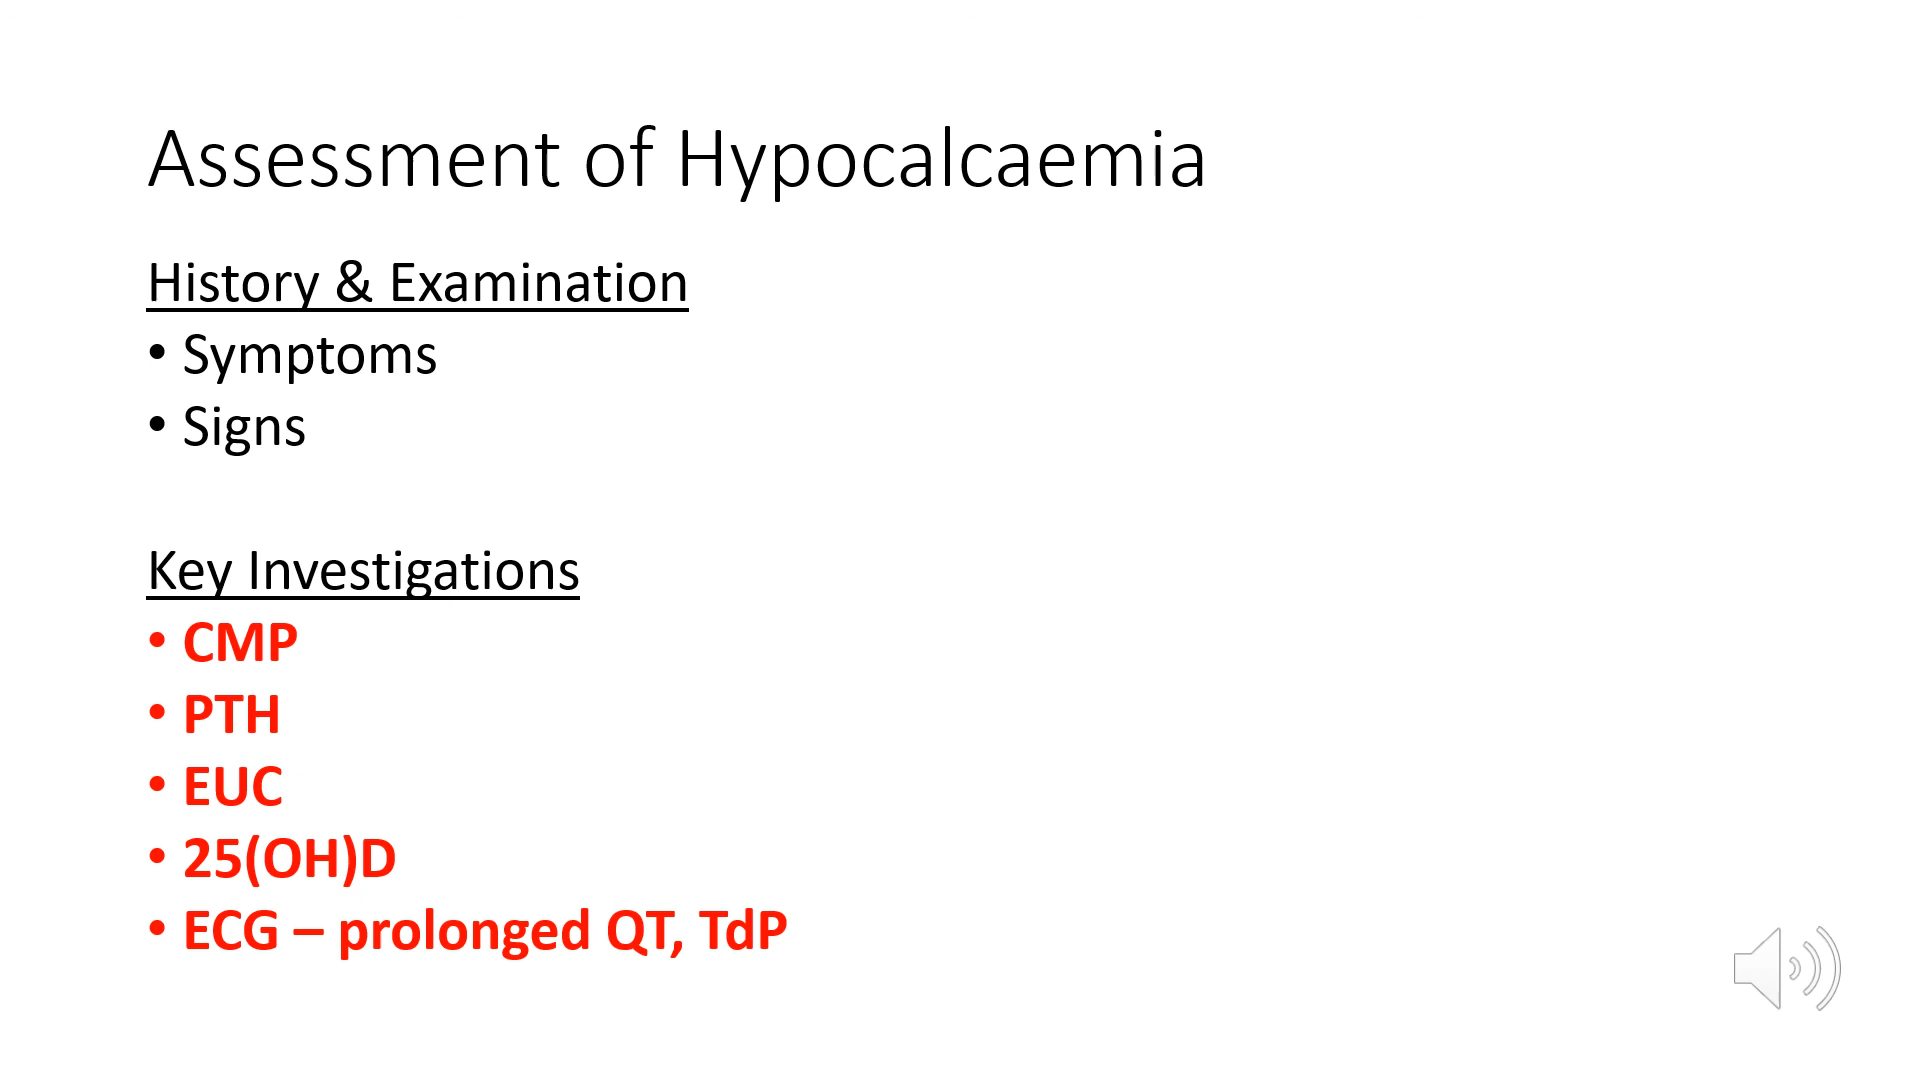 Assessment of Hypocalcaemia
History & Examination
• Symptoms
• Signs
Key Investigations
• CMP
• PTH
• EUC
• 25(OH)D
• ECG – prolonged QT, TdP